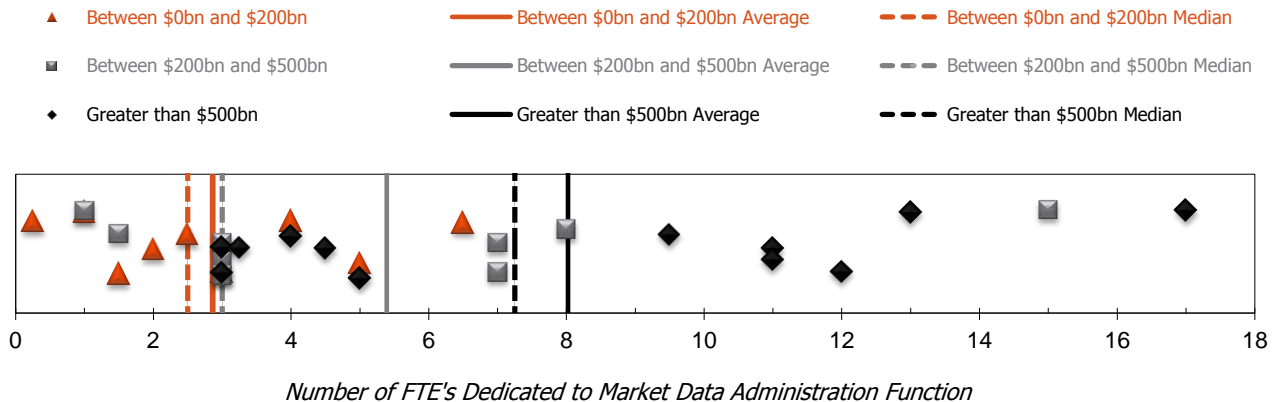 Between $0bn and $200bn Between $0bn and $200bn Average Between $0bn and $200bn Median
Between $200bn and $500bn Between $200bn and $500bn Average Between $200bn and $500bn Median
Greater than $500bn Greater than $500bn Average Greater than $500bn Median
0 2 4 6 8 10 12 14 16 18
Number of FTE's Dedicated to Market Data Administration Function